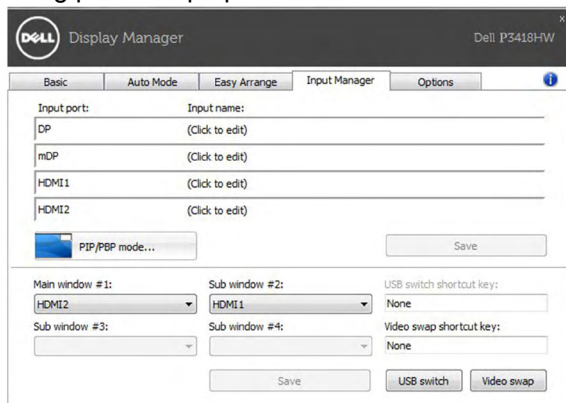 DELL Display Manager Dell P3418HW
x
Basic Auto Mode Easy Arrange Input Manager Options i
Input port: Input name:
DP (Click to edit)
mDP (Click to edit)
HDMI1 (Click to edit)
HDMI2 (Click to edit)
PIP/PBP mode... Save
Main window #1: Sub window #2: USB switch shortcut key:
HDMI2 HDMI1 None
Sub window #3: Sub window #4: Video swap shortcut key:
None
Save USB switch Video swap